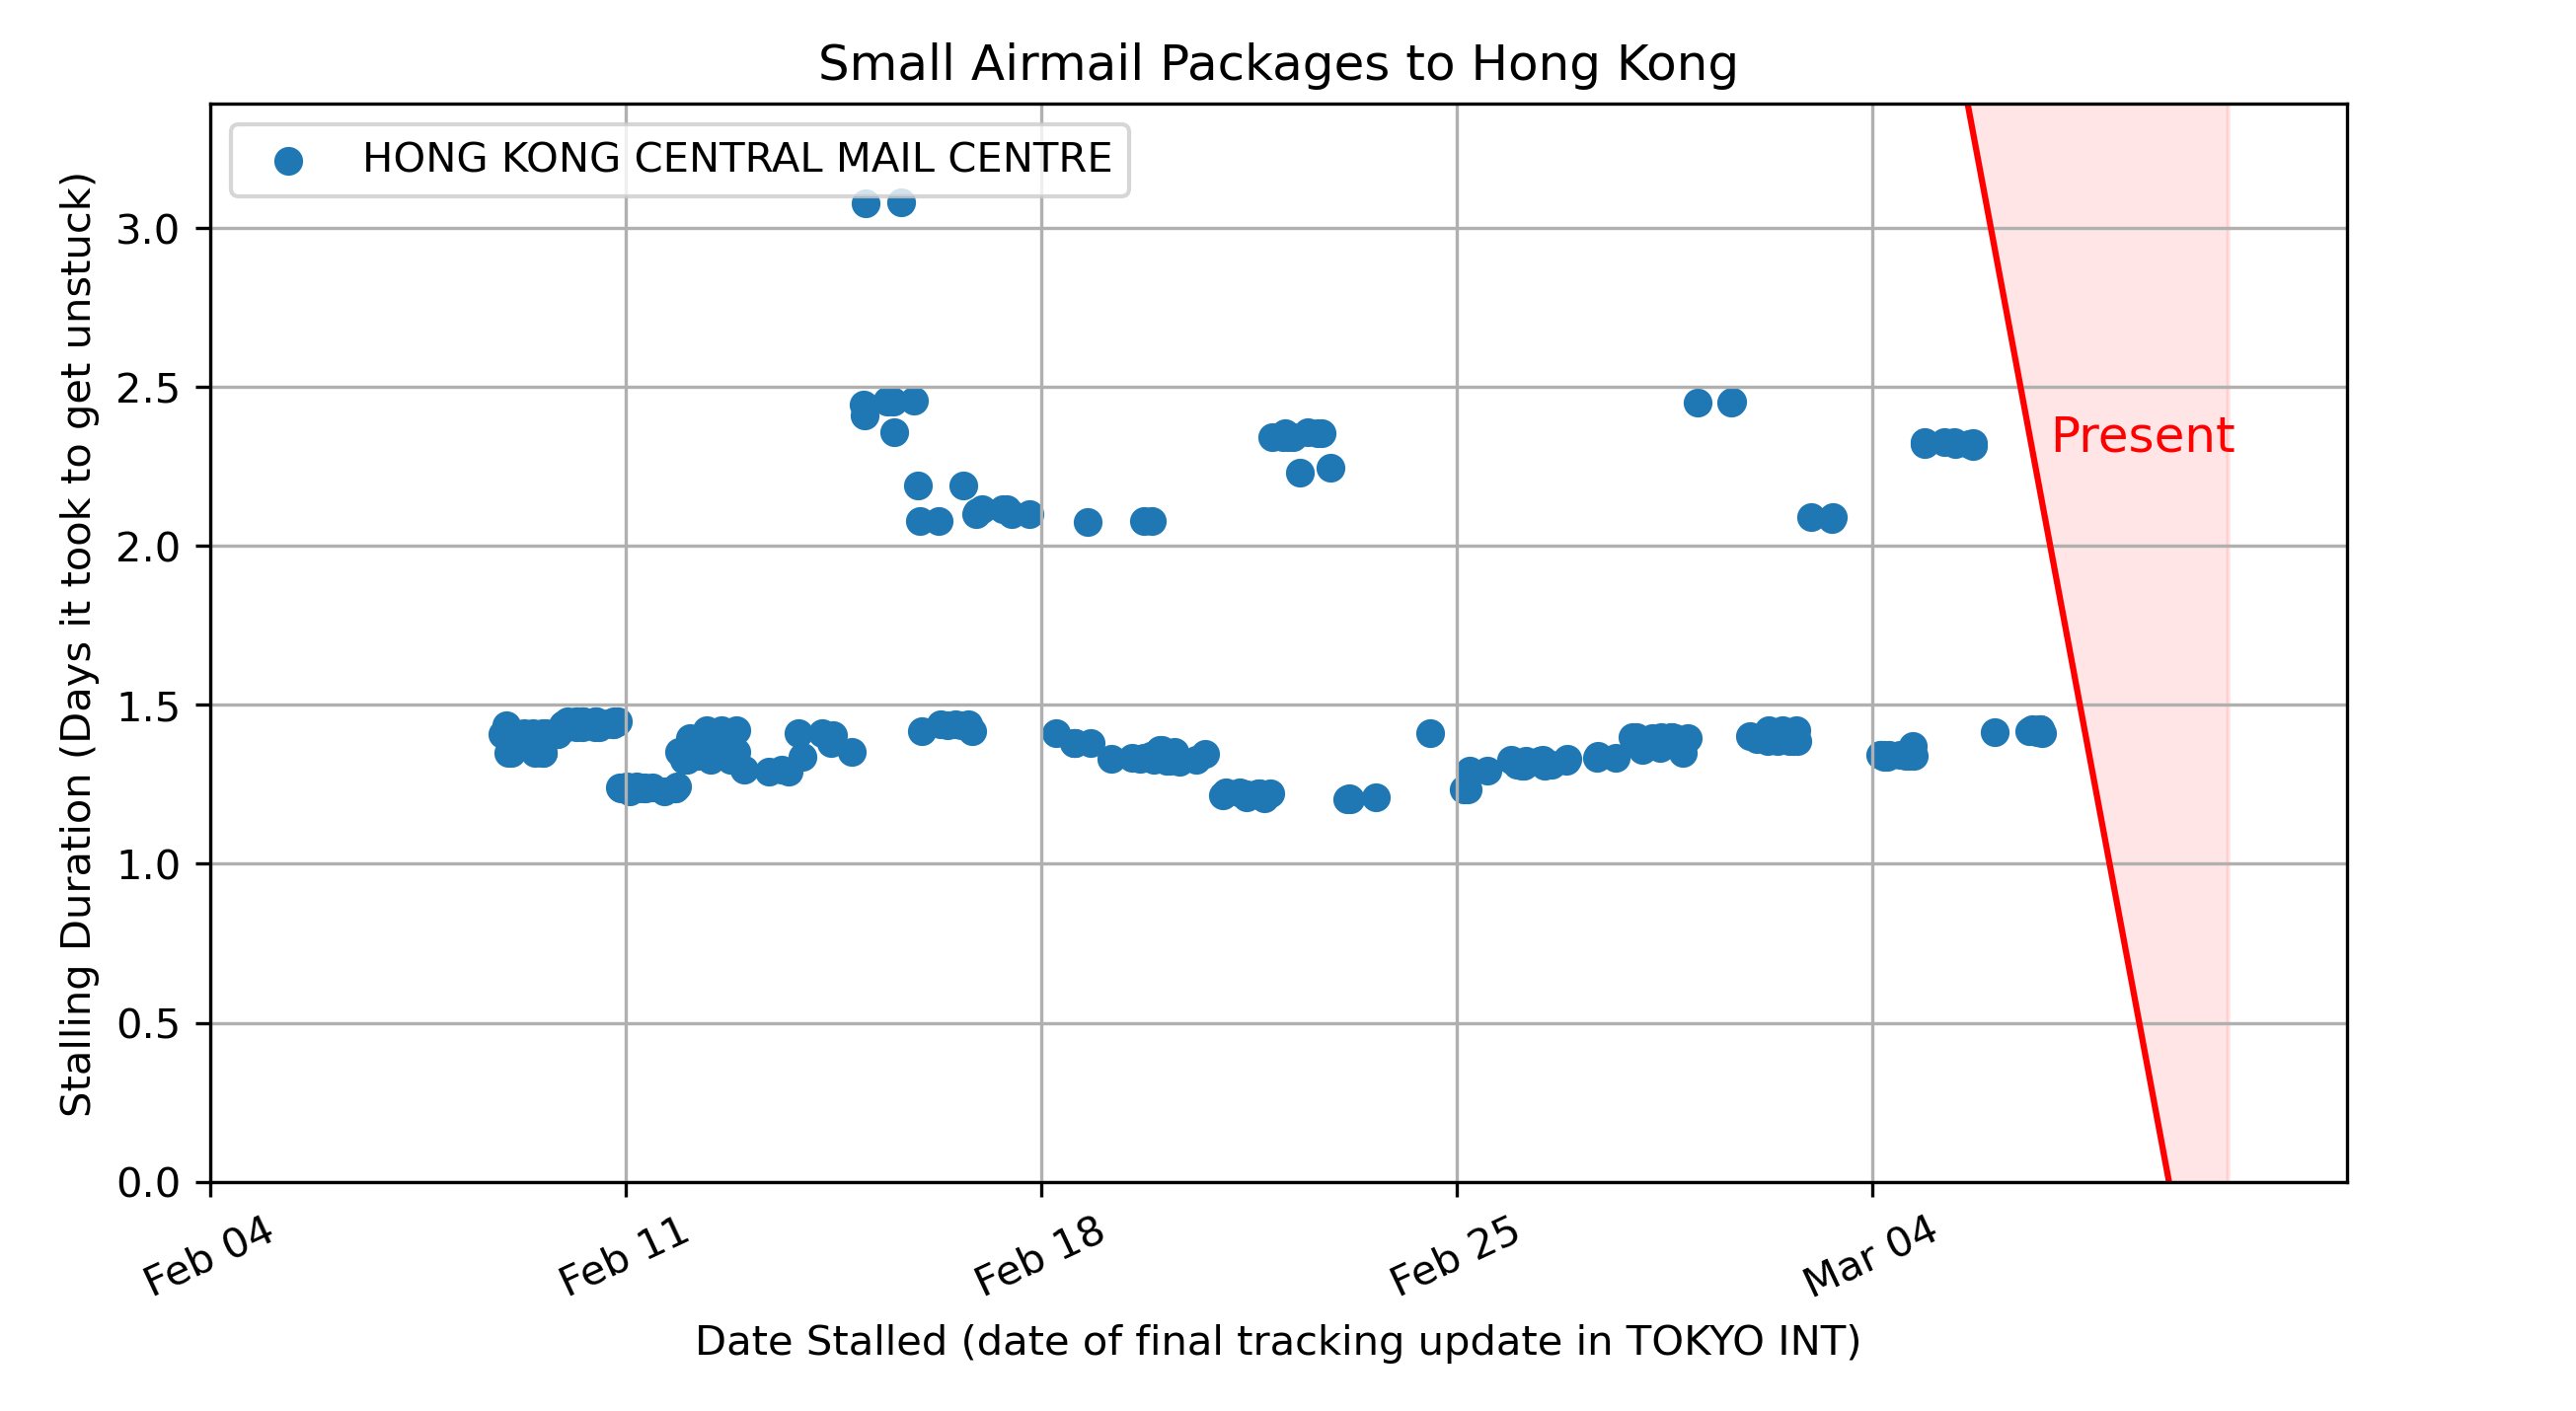 Small Airmail Packages to Hong Kong
HONG KONG CENTRAL MAIL CENTRE
Stalling Duration (Days it took to get unstuck)
3.0
2.5
2.0
1.5
1.0
0.5
0.0
Present
Feb 04
Feb 11
Feb 18
Feb 25
Mar 04
Date Stalled (date of final tracking update in TOKYO INT)